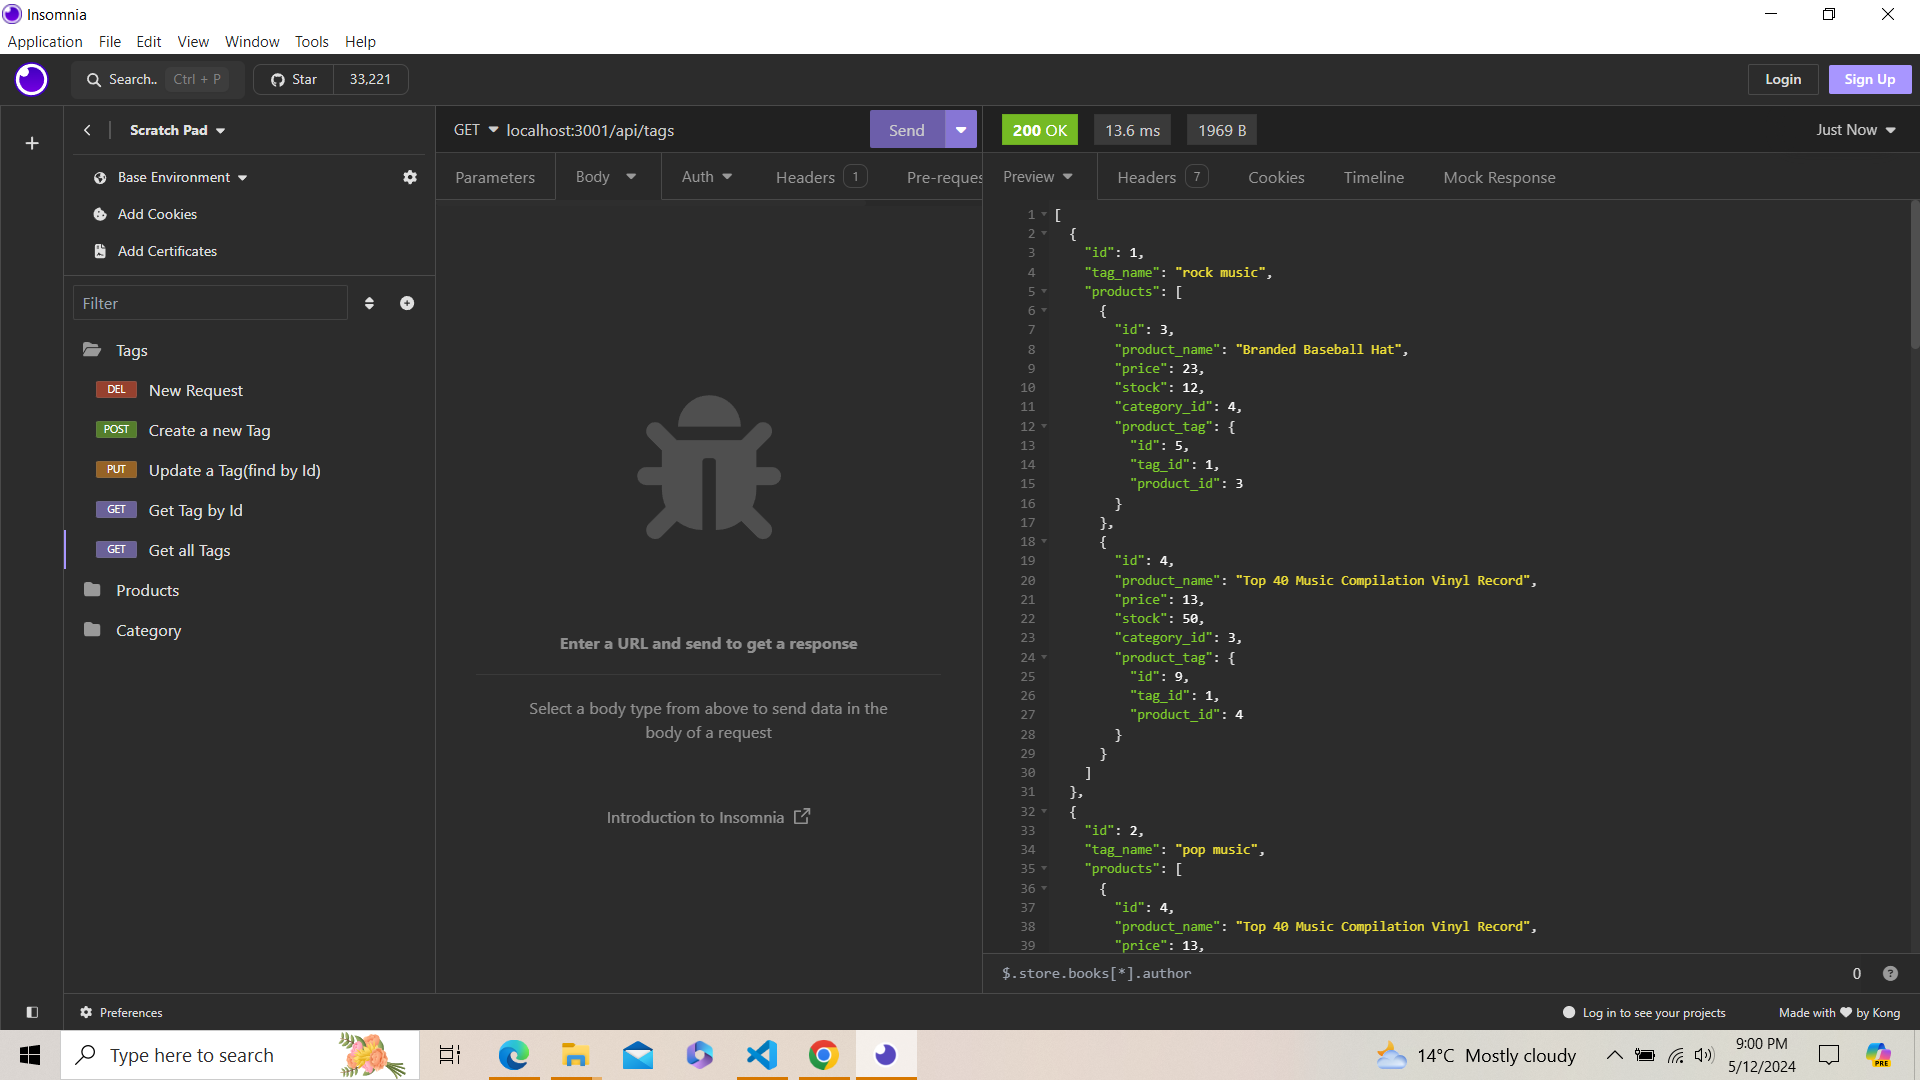 Insomnia
Application File Edit View Window Tools Help
Search.. Ctrl + P Star 33,221 Login Sign Up
Scratch Pad
GET localhost:3001/api/tags Send
200 OK 13.6 ms 1969 B Just Now
Base Environment
Add Cookies
Add Certificates
Parameters Body Auth Headers 1 Pre-reques
Preview Headers 7 Cookies Timeline Mock Response
Filter
Tags
DEL New Request
POST Create a new Tag
PUT Update a Tag(find by Id)
GET Get Tag by Id
GET Get all Tags
Products
Category
Enter a URL and send to get a response
Select a body type from above to send data in the
body of a request
Introduction to Insomnia
1 [
2 {
3 "id": 1,
4 "tag_name": "rock music",
5 "products": [
6 {
7 "id": 3,
8 "product_name": "Branded Baseball Hat",
9 "price": 23,
10 "stock": 12,
11 "category_id": 4,
12 "product_tag": {
13 "id": 5,
14 "tag_id": 1,
15 "product_id": 3
16 }
17 },
18 {
19 "id": 4,
20 "product_name": "Top 40 Music Compilation Vinyl Record",
21 "price": 13,
22 "stock": 50,
23 "category_id": 3,
24 "product_tag": {
25 "id": 9,
26 "tag_id": 1,
27 "product_id": 4
28 }
29 }
30 ]
31 },
32 {
33 "id": 2,
34 "tag_name": "pop music",
35 "products": [
36 {
37 "id": 4,
38 "product_name": "Top 40 Music Compilation Vinyl Record",
39 "price": 13,
$.store.books[*].author 0 ?
Preferences
Log in to see your projects Made with ♥ by Kong
Type here to search
14°C Mostly cloudy
9:00 PM
5/12/2024
PRE